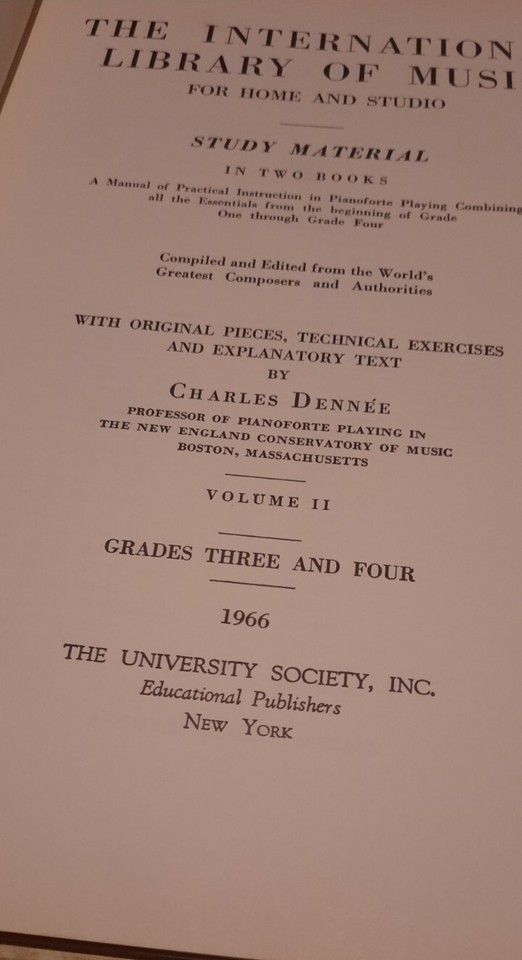 THE INTERNATION
LIBRARY OF MUSI
FOR HOME AND STUDIO
STUDY MATERIAL
IN TWO BOOKS
A Manual of Practical Instruction in Pianoforte Playing Combining
all the Essentials from the beginning of Grade
One through Grade Four
Compiled and Edited from the World's
Greatest Composers and Authorities
WITH ORIGINAL PIECES, TECHNICAL EXERCISES
AND EXPLANATORY TEXT
BY
CHARLES DENNÉE
PROFESSOR OF PIANOFORTE PLAYING IN
THE NEW ENGLAND CONSERVATORY OF MUSIC
BOSTON, MASSACHUSETTS
VOLUME II
GRADES THREE AND FOUR
1966
THE UNIVERSITY SOCIETY, INC.
Educational Publishers
NEW YORK